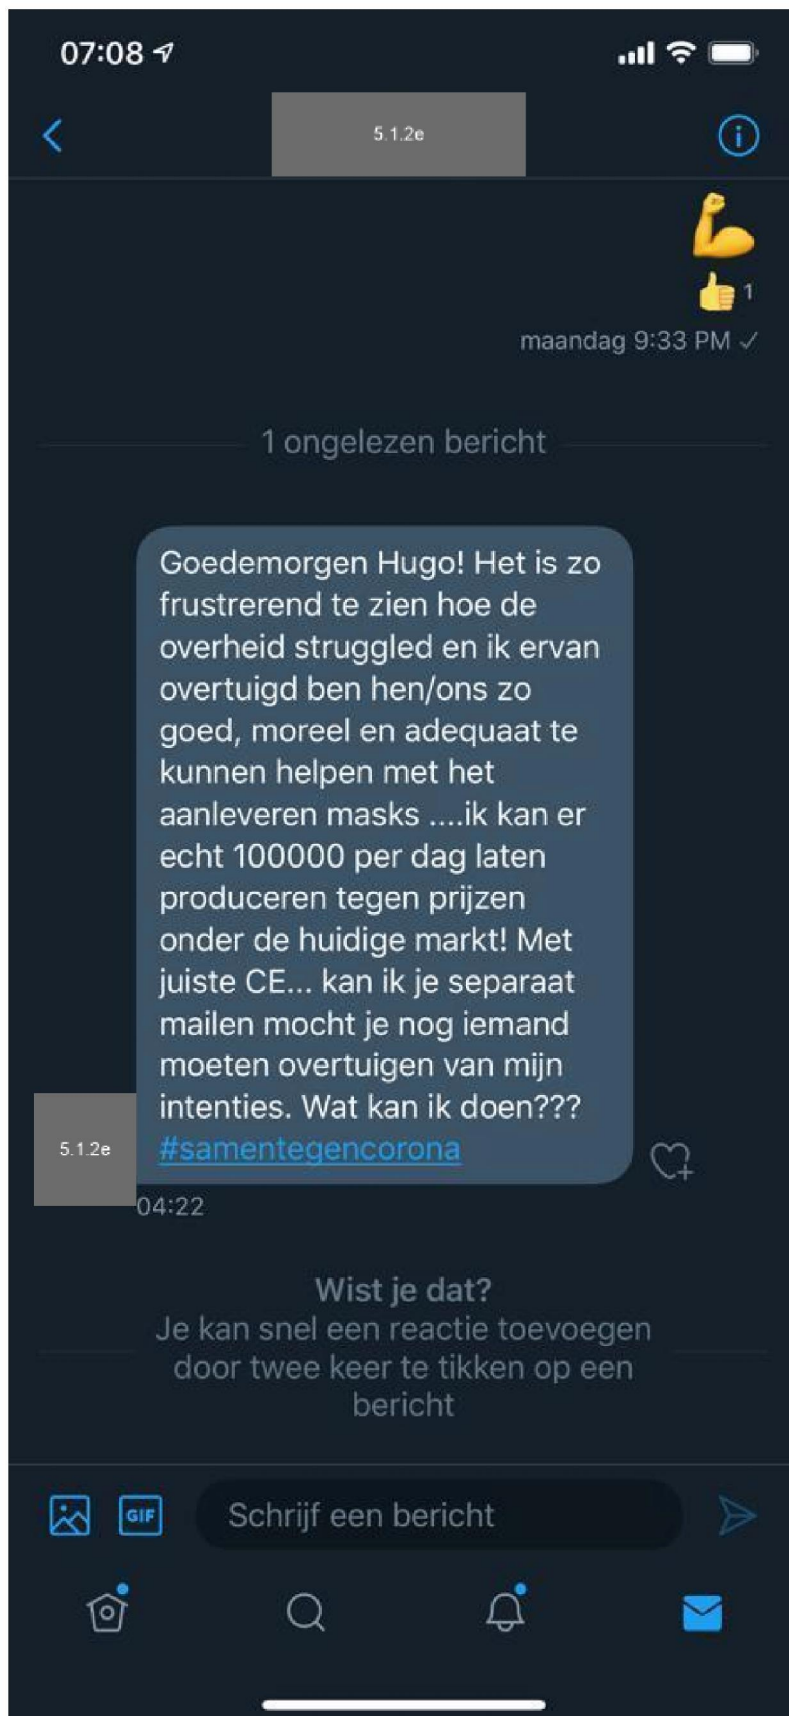 07:08
5.1.2e
1
maandag 9:33 PM
1 ongelezen bericht
Goedemorgen Hugo! Het is zo
frustrerend te zien hoe de
overheid struggled en ik ervan
overtuigd ben hen/ons zo
goed, moreel en adequaat te
kunnen helpen met het
aanleveren masks ....ik kan er
echt 100000 per dag laten
produceren tegen prijzen
onder de huidige markt! Met
juiste CE... kan ik je separaat
mailen mocht je nog iemand
moeten overtuigen van mijn
intenties. Wat kan ik doen???
#samentegencorona
5.1.2e
04:22
Wist je dat?
Je kan snel een reactie toevoegen
door twee keer te tikken op een
bericht
GIF
Schrijf een bericht